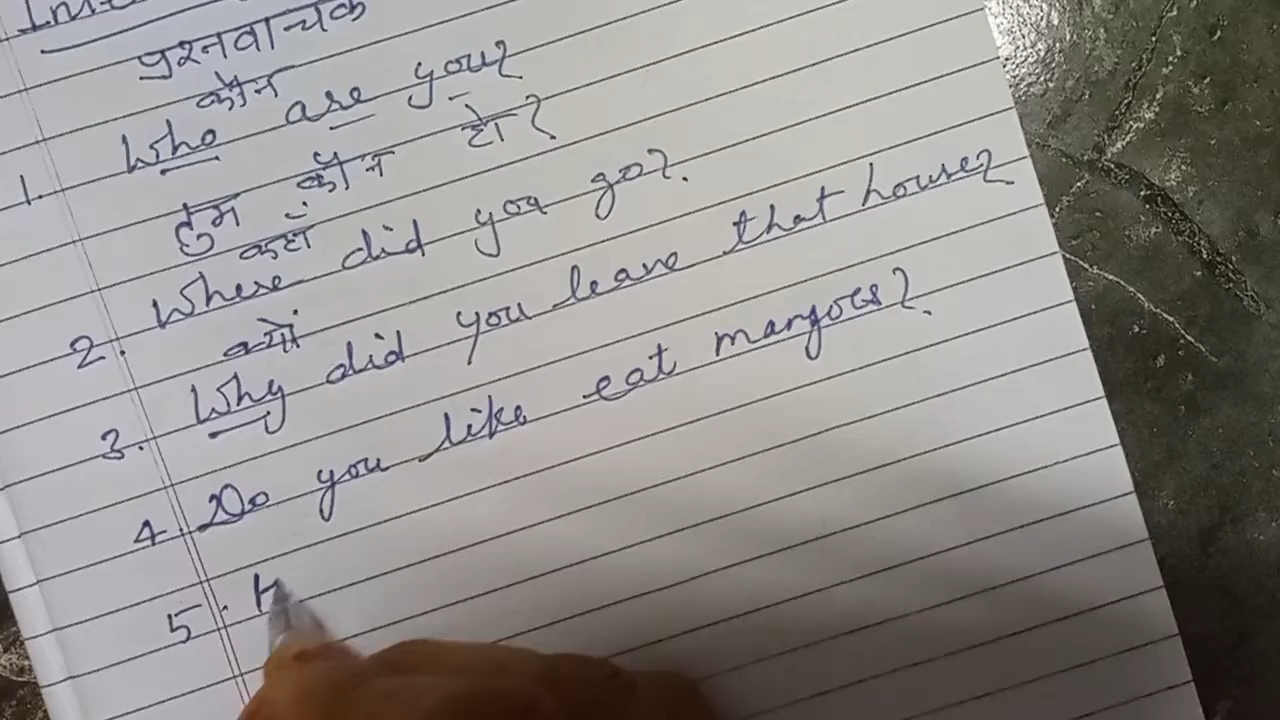 प्रश्नवाचक
कौन
1. Who are you?
तुम कौन हो?
कहां
2. Where did you go?.
क्यों
3. Why did you leave that house?
4. Do you like eat mangoes?.
5.